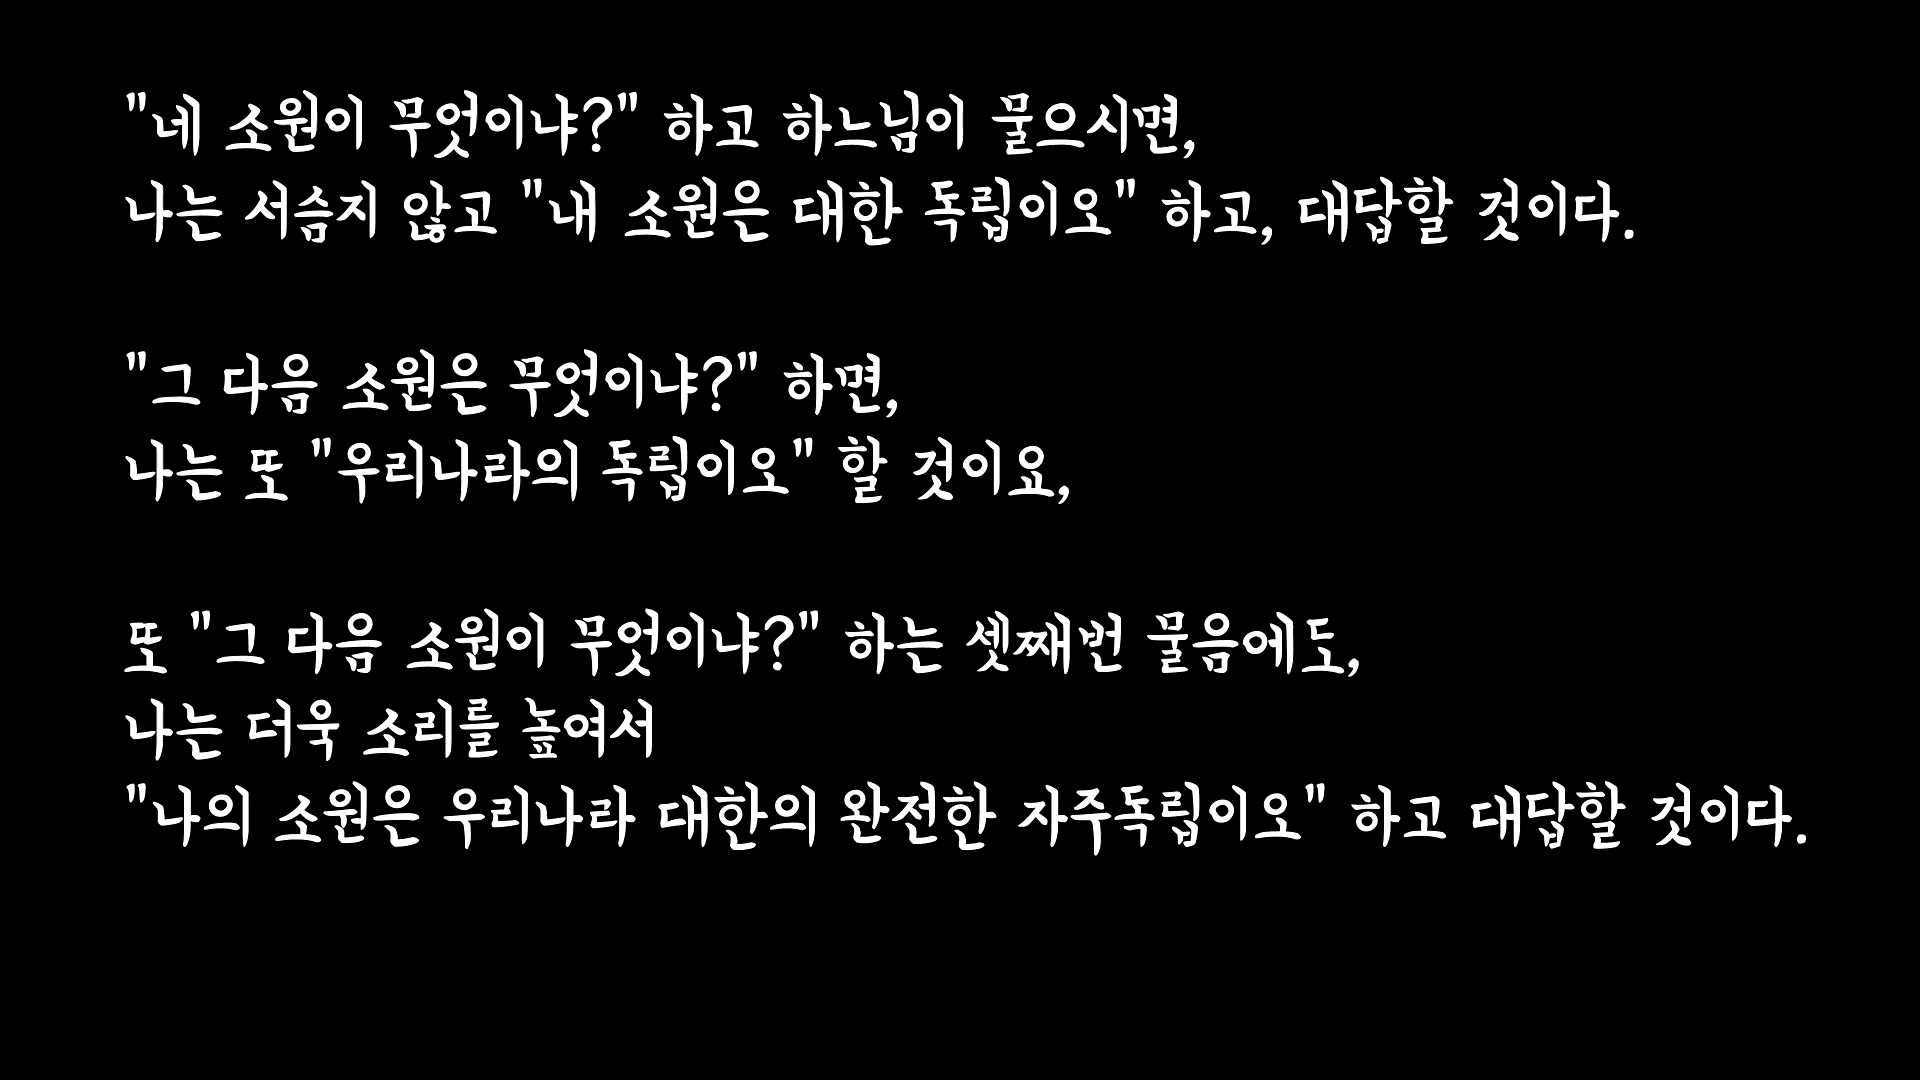 "네 소원이 무엇이냐?" 하고 하느님이 물으시면,
나는 서슴지 않고 "내 소원은 대한 독립이오" 하고, 대답할 것이다.
"그 다음 소원은 무엇이냐?" 하면,
나는 또 "우리나라의 독립이오" 할 것이요,
또 "그 다음 소원이 무엇이냐?" 하는 셋째번 물음에도,
나는 더욱 소리를 높여서
"나의 소원은 우리나라 대한의 완전한 자주독립이오" 하고 대답할 것이다.